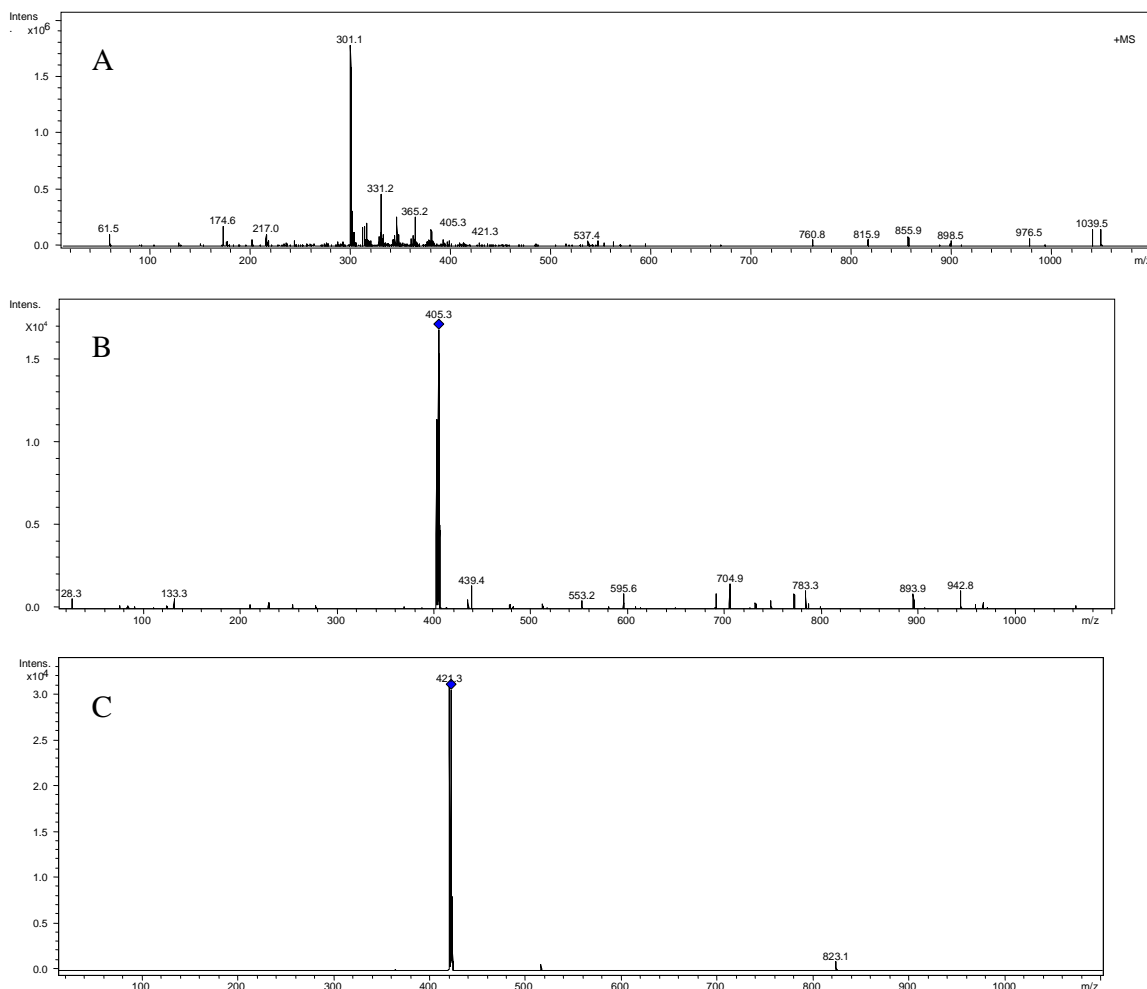 Intens
. x10⁶
A
+MS
301.1
1.5
1.0
0.5
0.0
331.2
61.5 174.6 217.0 365.2 405.3 421.3 537.4 760.8 815.9 855.9 898.5 976.5 1039.5
100 200 300 400 500 600 700 800 900 1000 m/z
Intens.
X10⁴
B
405.3
1.5
1.0
0.5
0.0
28.3 133.3 439.4 553.2 595.6 704.9 783.3 893.9 942.8
100 200 300 400 500 600 700 800 900 1000 m/z
Intens.
x10⁴
C
421.3
3.0
2.5
2.0
1.5
1.0
0.5
0.0
823.1
100 200 300 400 500 600 700 800 900 1000 m/z